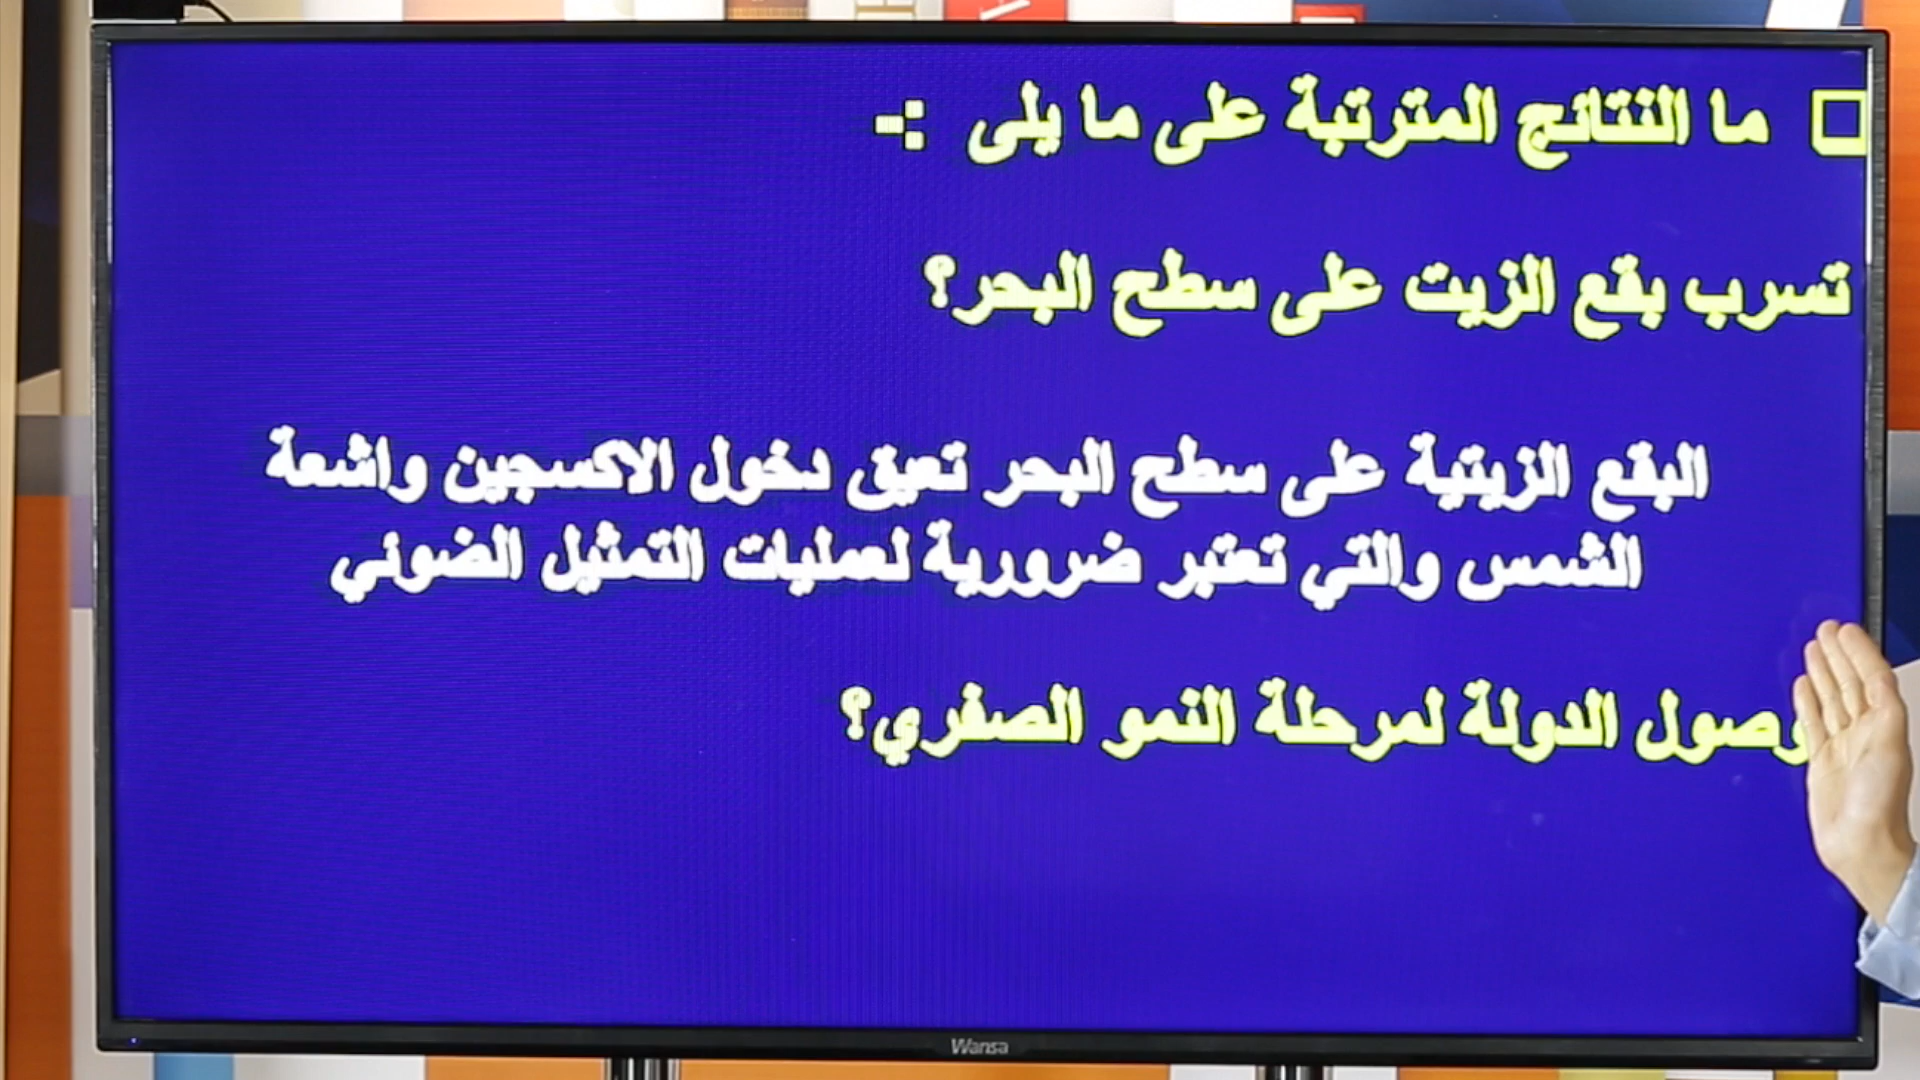 ما النتائج المترتبة على ما يلى :-
تسرب بقع الزيت على سطح البحر؟
البقع الزيتية على سطح البحر تعيق دخول الاكسجين واشعة
الشمس والتي تعتبر ضرورية لعمليات التمثيل الضوئي
وصول الدولة لمرحلة النمو الصفري؟
Wansa